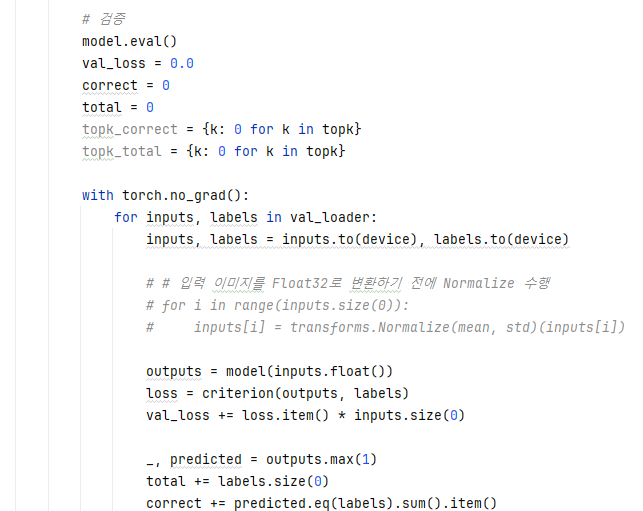 # 검증
model.eval()
val_loss = 0.0
correct = 0
total = 0
topk_correct = {k: 0 for k in topk}
topk_total = {k: 0 for k in topk}
with torch.no_grad():
for inputs, labels in val_loader:
inputs, labels = inputs.to(device), labels.to(device)
# # 입력 이미지를 Float32로 변환하기 전에 Normalize 수행
# for i in range(inputs.size(0)):
#     inputs[i] = transforms.Normalize(mean, std)(inputs[i])
outputs = model(inputs.float())
loss = criterion(outputs, labels)
val_loss += loss.item() * inputs.size(0)
_, predicted = outputs.max(1)
total += labels.size(0)
correct += predicted.eq(labels).sum().item()